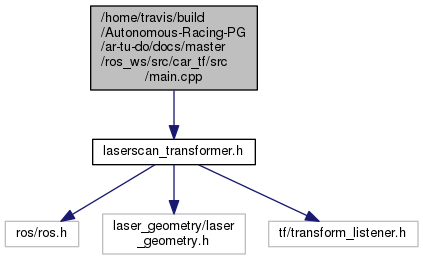 /home/travis/build
/Autonomous-Racing-PG
/ar-tu-do/docs/master
/ros_ws/src/car_tf/src
/main.cpp
laserscan_transformer.h
ros/ros.h
laser_geometry/laser
_geometry.h
tf/transform_listener.h